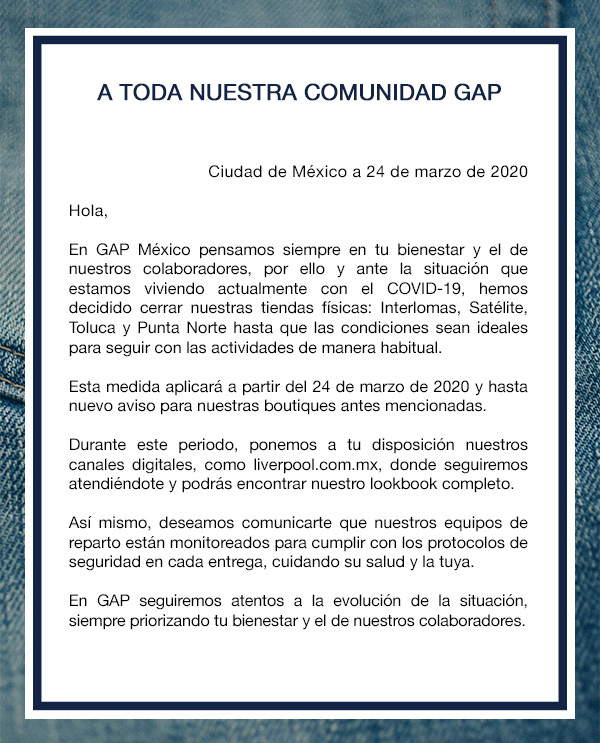 A TODA NUESTRA COMUNIDAD GAP
Ciudad de México a 24 de marzo de 2020
Hola,
En GAP México pensamos siempre en tu bienestar y el de
nuestros colaboradores, por ello y ante la situación que
estamos viviendo actualmente con el COVID-19, hemos
decidido cerrar nuestras tiendas físicas: Interlomas, Satélite,
Toluca y Punta Norte hasta que las condiciones sean ideales
para seguir con las actividades de manera habitual.
Esta medida aplicará a partir del 24 de marzo de 2020 y hasta
nuevo aviso para nuestras boutiques antes mencionadas.
Durante este periodo, ponemos a tu disposición nuestros
canales digitales, como liverpool.com.mx, donde seguiremos
atendiéndote y podrás encontrar nuestro lookbook completo.
Así mismo, deseamos comunicarte que nuestros equipos de
reparto están monitoreados para cumplir con los protocolos de
seguridad en cada entrega, cuidando su salud y la tuya.
En GAP seguiremos atentos a la evolución de la situación,
siempre priorizando tu bienestar y el de nuestros colaboradores.